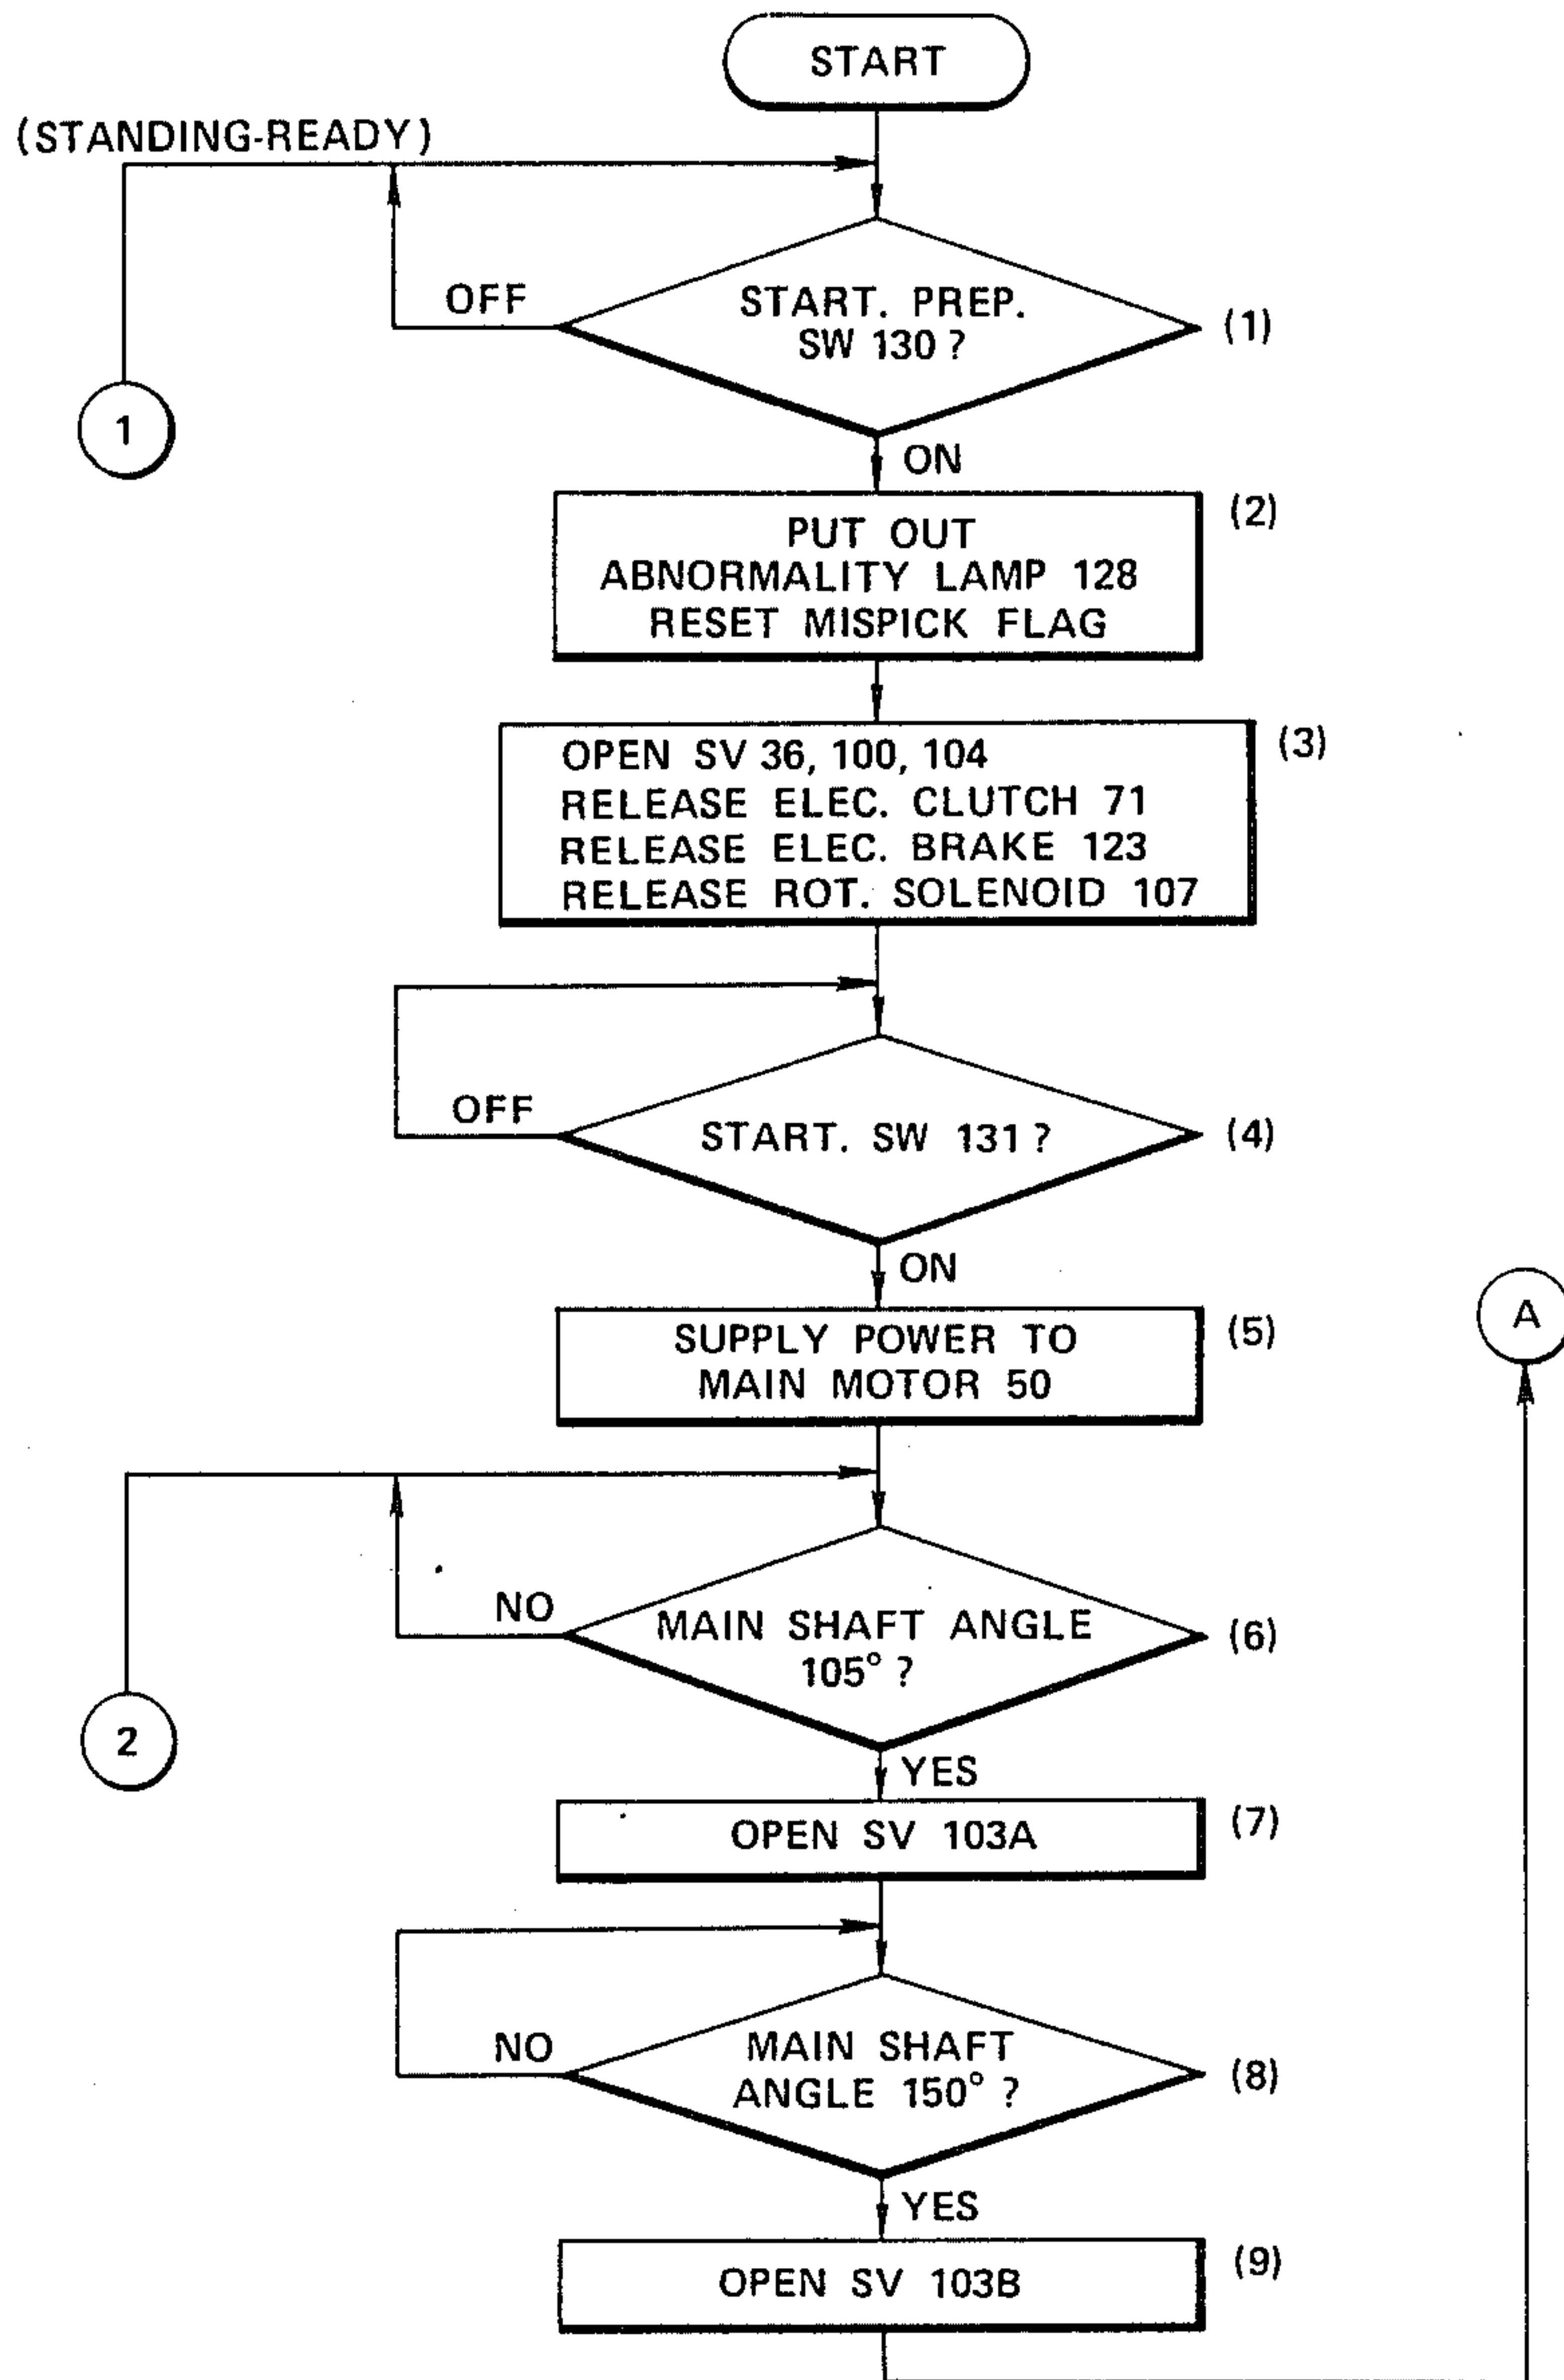 START
(STANDING-READY)
OFF
START. PREP.
SW 130 ?
(1)
1
ON
(2)
PUT OUT
ABNORMALITY LAMP 128
RESET MISPICK FLAG
(3)
OPEN SV 36, 100, 104
RELEASE ELEC. CLUTCH 71
RELEASE ELEC. BRAKE 123
RELEASE ROT. SOLENOID 107
OFF
START. SW 131 ?
(4)
ON
(5)
SUPPLY POWER TO
MAIN MOTOR 50
A
NO
MAIN SHAFT ANGLE
105° ?
(6)
2
YES
(7)
OPEN SV 103A
NO
MAIN SHAFT
ANGLE 150° ?
(8)
YES
(9)
OPEN SV 103B